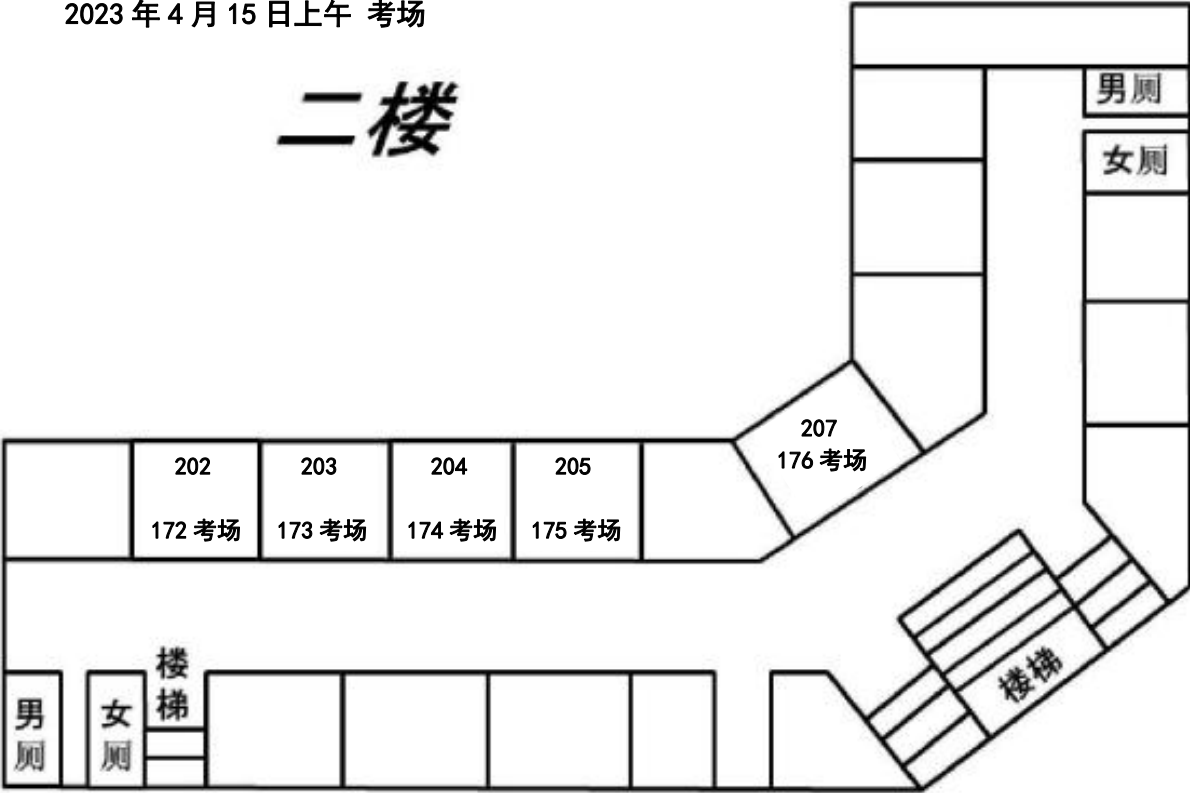 2023 年 4 月 15 日上午 考场
二楼
男厕
女厕
207
176 考场
202
172 考场
203
173 考场
204
174 考场
205
175 考场
楼梯
男厕
女厕
楼梯